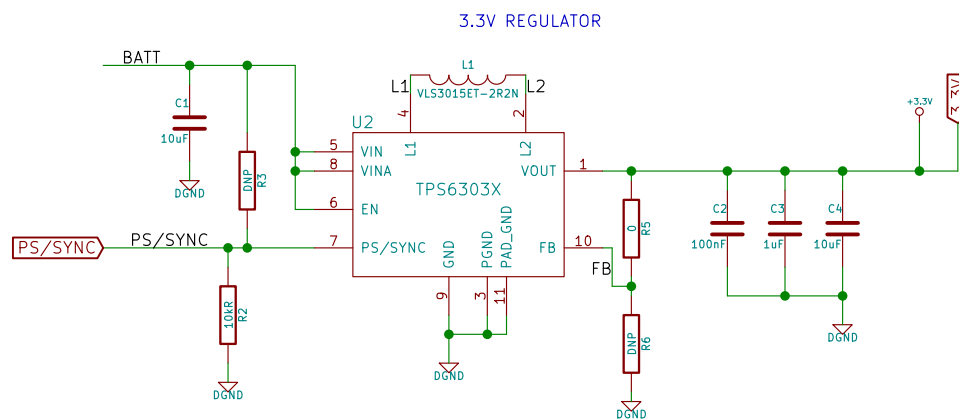 3.3V REGULATOR
BATT
L1
L1
L2
VLS3015ET-2R2N
C1
10uF
DGND
4
2
U2
L1
L2
+3.3V
3.3V
5
VIN
8
VINA
6
EN
VOUT
1
TPS6303X
DNP
R3
PS/SYNC
PS/SYNC
7
PS/SYNC
FB
10
FB
GND
PGND
PAD_GND
9
3
11
0
R5
C2
100nF
C3
1uF
C4
10uF
DGND
10kR
R2
DGND
DGND
DNP
R6
DGND